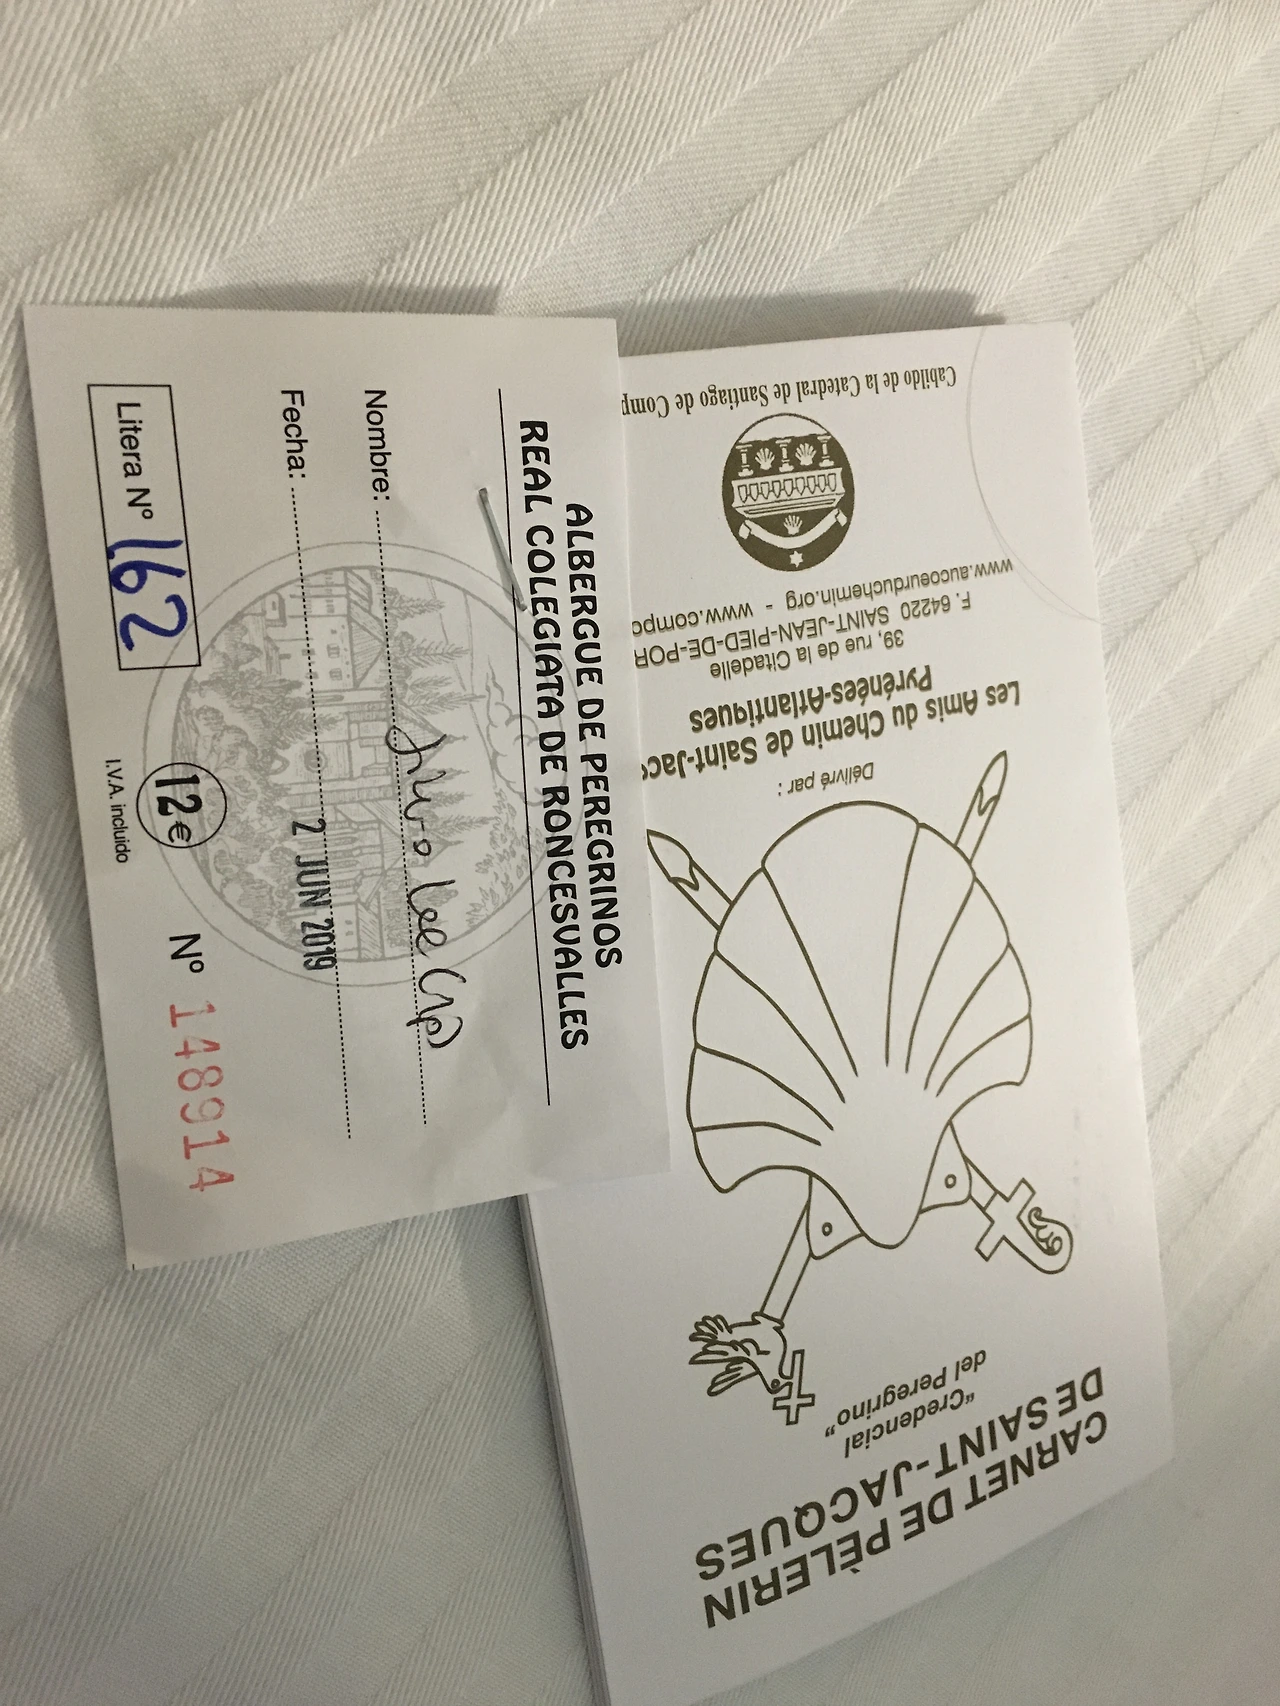 ALBERGUE DE PEREGRINOS
REAL COLEGIATA DE RONCESVALLES
Nombre:
Lee
Fecha: 2 JUN 2019
Litera Nº 162
12€
I.V.A. incluido
Nº 148914
CARNET DE PÈLERIN
DE SAINT-JACQUES
“Credencial
del Peregrino”
Délivré par :
Les Amis du Chemin de Saint-Jac
Pyrénées-Atlantiques
39, rue de la Citadelle
F. 64220 SAINT-JEAN-PIED-DE-POR
www.aucoeurduchemin.org - www.compo
Cabildo de la Catedral de Santiago de Comp